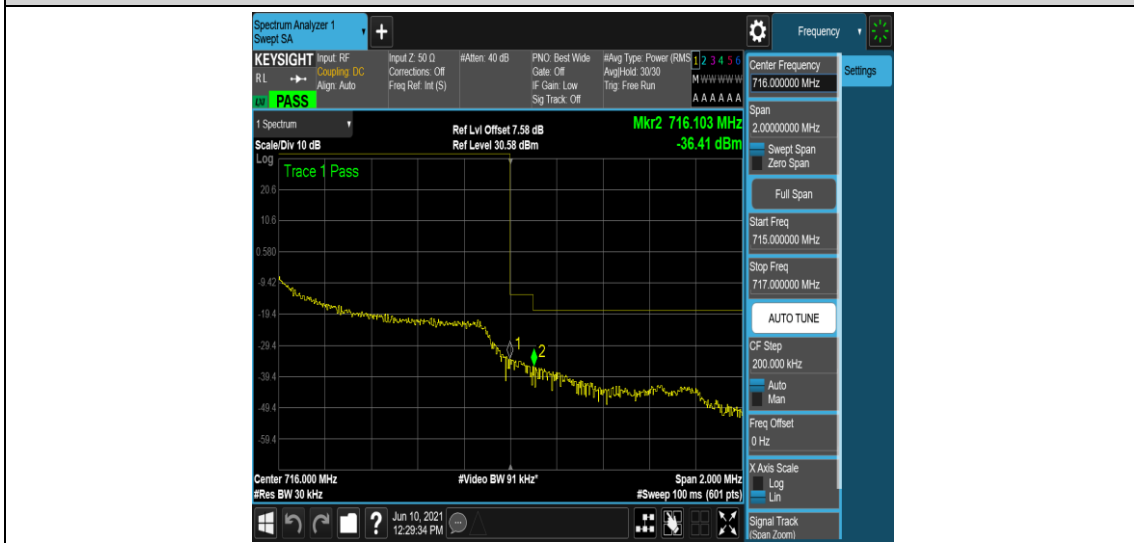 Spectrum Analyzer 1
Swept SA
+
Frequency
KEYSIGHT
RL
LXI
PASS
Input: RF
Coupling: DC
Align: Auto
Input Z: 50 Ω
Corrections: Off
Freq Ref: Int (S)
#Atten: 40 dB
PNO: Best Wide
Gate: Off
IF Gain: Low
Sig Track: Off
#Avg Type: Power (RMS
Avg|Hold: 30/30
Trig: Free Run
1 2 3 4 5 6
M W W W W W
A A A A A A
1 Spectrum
Scale/Div 10 dB
Ref Lvl Offset 7.58 dB
Ref Level 30.58 dBm
Mkr2 716.103 MHz
-36.41 dBm
Log
Trace 1 Pass
20.6
10.6
0.580
-9.42
-19.4
-29.4
-39.4
-49.4
-59.4
1
2
Center 716.000 MHz
#Res BW 30 kHz
#Video BW 91 kHz*
Span 2.000 MHz
#Sweep 100 ms (601 pts)
Center Frequency
716.000000 MHz
Settings
Span
2.00000000 MHz
Swept Span
Zero Span
Full Span
Start Freq
715.000000 MHz
Stop Freq
717.000000 MHz
AUTO TUNE
CF Step
200.000 kHz
Auto
Man
Freq Offset
0 Hz
X Axis Scale
Log
Lin
Signal Track
(Span Zoom)
?
Jun 10, 2021
12:29:34 PM